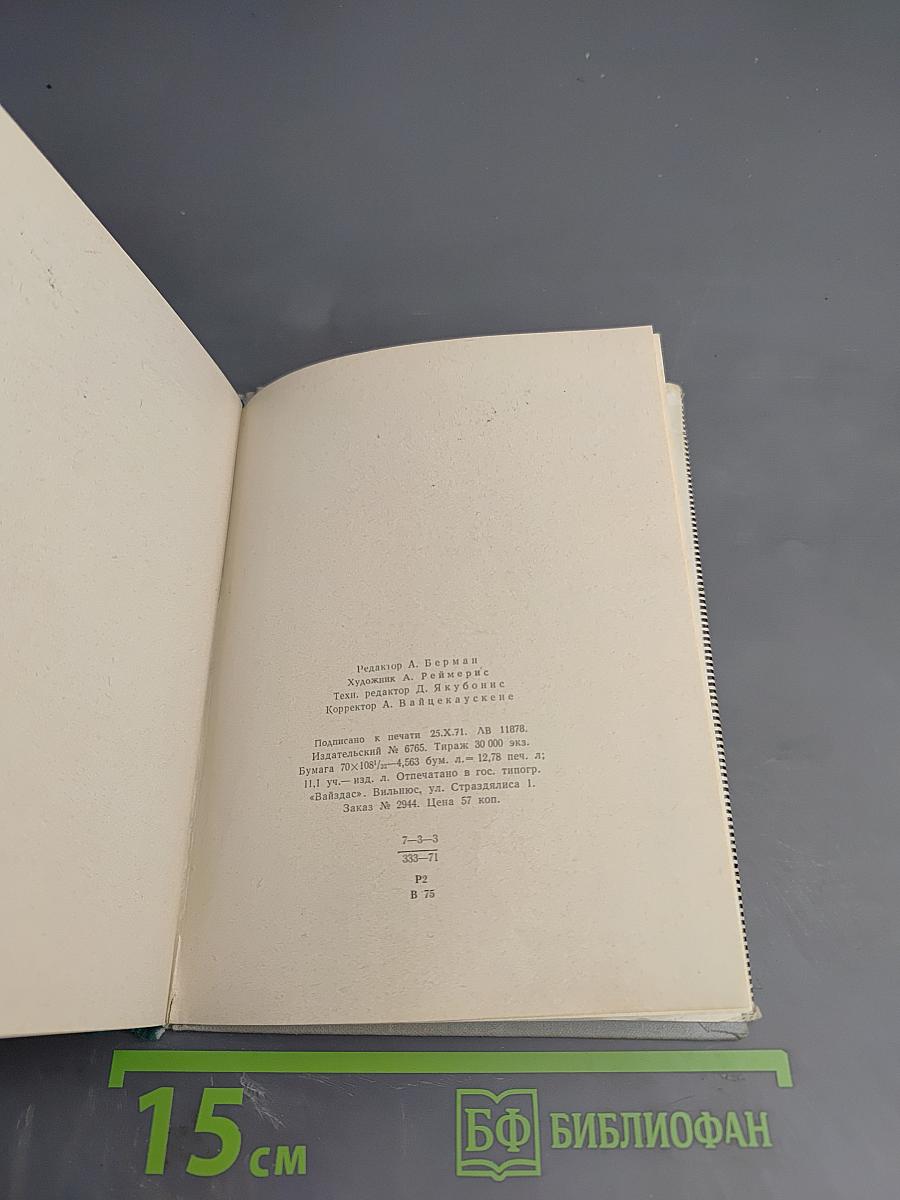 Редактор А. Берман
Художник А. Реймерис
Техн. редактор Д. Якубонис
Корректор А. Вайцекаускене
Подписано к печати 25.X.71. ЛВ 11878.
Издательский № 6765. Тираж 30 000 экз.
Бумага 70×108¹/₃₂—4,563 бум. л.= 12,78 печ. л;
11,1 уч.— изд. л. Отпечатано в гос. типогр.
«Вайздас». Вильнюс, ул. Страздялиса 1.
Заказ № 2944. Цена 57 коп.
7—3—3
333—71
Р2
В 75
15 см
БФ БИБЛИОФАН